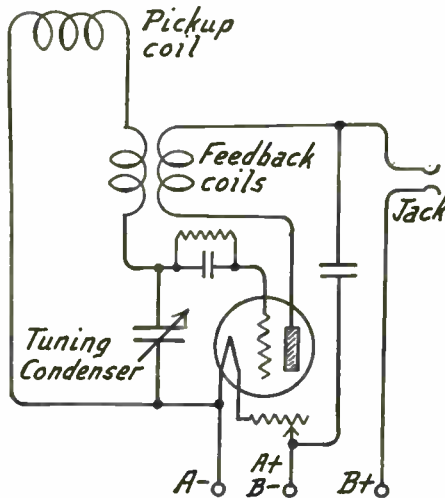 Pickup
coil
Feedback
coils
Jack
Tuning
Condenser
A-
A+
B-
B+